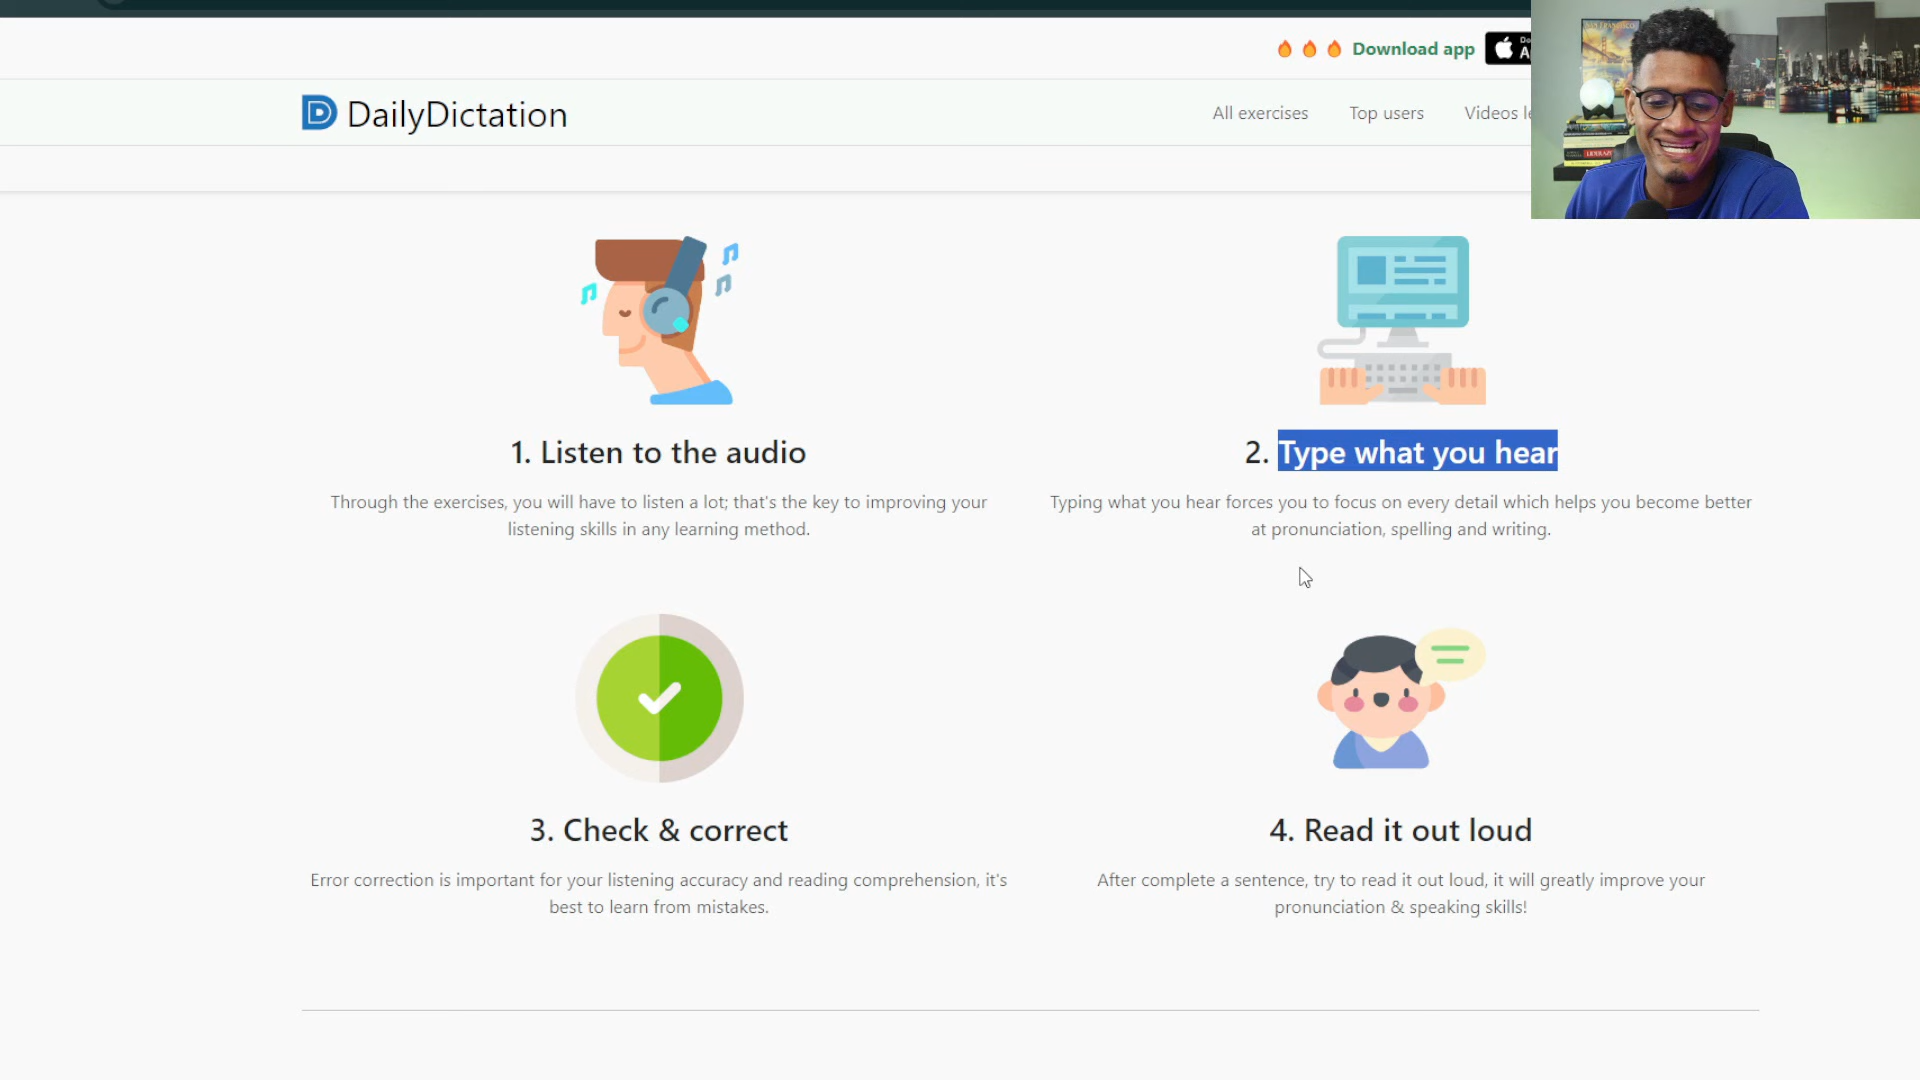 Download app
DailyDictation
All exercises
Top users
Videos
1. Listen to the audio
Through the exercises, you will have to listen a lot; that's the key to improving your
listening skills in any learning method.
2. Type what you hear
Typing what you hear forces you to focus on every detail which helps you become better
at pronunciation, spelling and writing.
3. Check & correct
Error correction is important for your listening accuracy and reading comprehension, it's
best to learn from mistakes.
4. Read it out loud
After complete a sentence, try to read it out loud, it will greatly improve your
pronunciation & speaking skills!